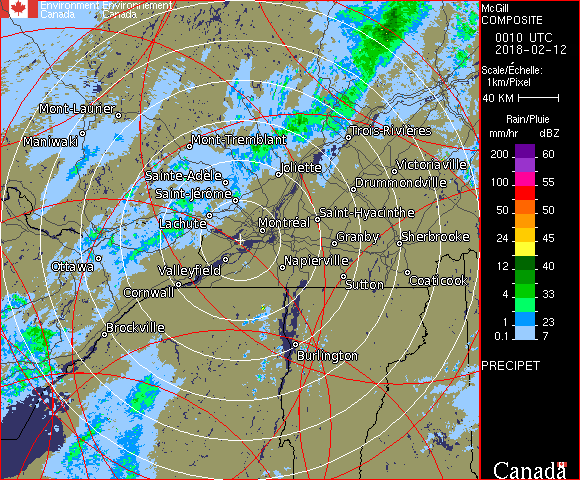 Environment Environnement
Canada Canada
McGill
COMPOSITE
0010 UTC
2018-02-12
Scale/Échelle:
1km/Pixel
40 KM
Rain/Pluie
mm/hr dBZ
200 60
100 55
50 50
24 45
12 40
4 33
1 23
0.1 7
PRECIPET
Canada
Mont-Laurier
Maniwaki
Mont-Tremblant
Trois-Rivières
Sainte-Adèle
Joliette
Victoriaville
Saint-Jérôme
Drummondville
Lachute
Saint-Hyacinthe
Montréal
Granby
Sherbrooke
Ottawa
Valleyfield
Napierville
Cornwall
Sutton
Coaticook
Brockville
Burlington